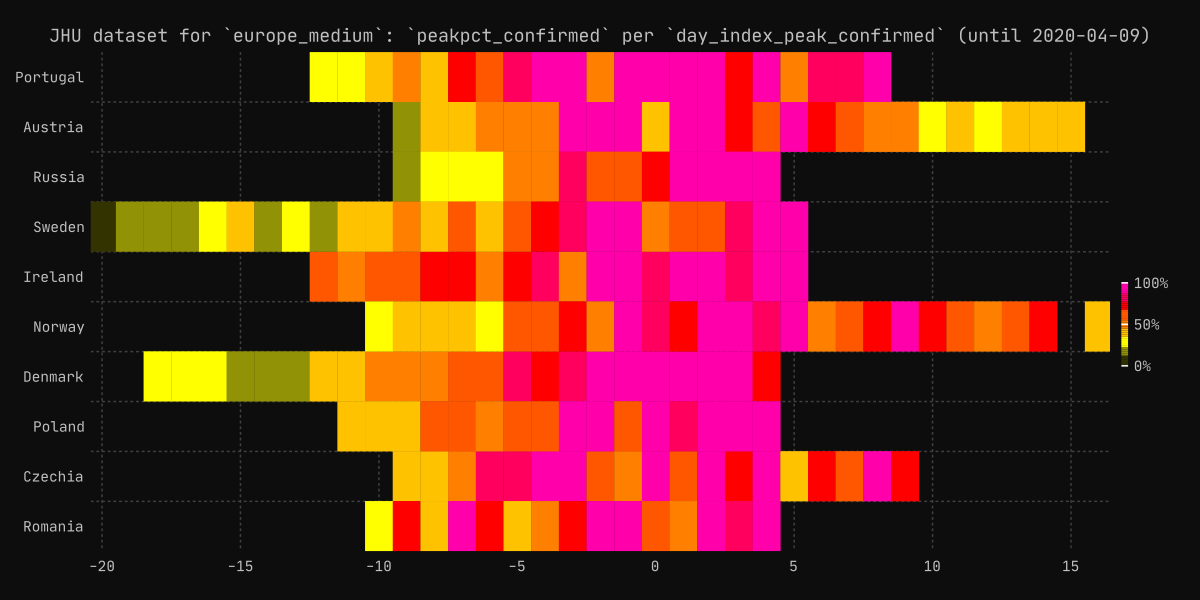 JHU dataset for `europe_medium`: `peakpct_confirmed` per `day_index_peak_confirmed` (until 2020-04-09)
Portugal
Austria
Russia
Sweden
Ireland
Norway
Denmark
Poland
Czechia
Romania
100%
50%
0%
−20 −15 −10 −5 0 5 10 15